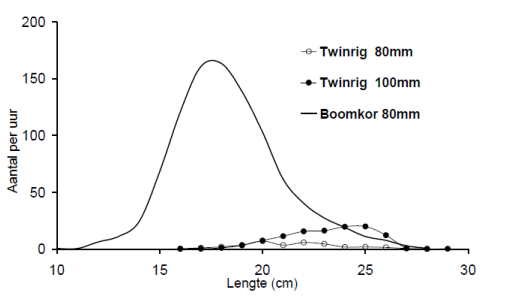 200
Twinrig 80mm
150
Twinrig 100mm
Boomkor 80mm
Aantal per uur
100
50
0
10 15 20 25 30
Lengte (cm)